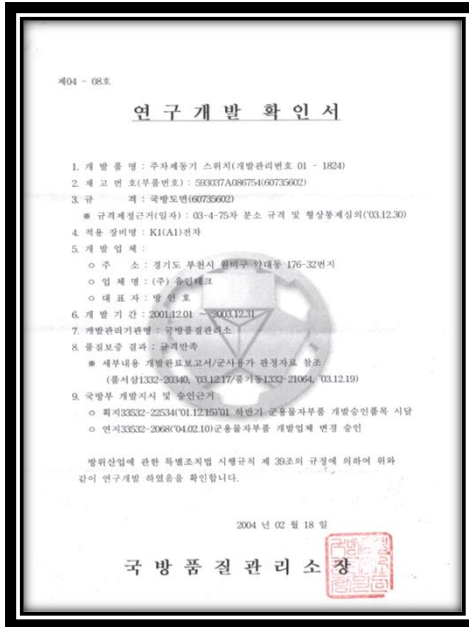 제04 - 08호
연 구 개 발 확 인 서
1. 개 발 품 명 : 주차제동기 스위치(개발관리번호 01 - 1824)
2. 재 고 번 호(부품번호) : 593037A086754(60735602)
3. 규 격 : 국방도면(60735602)
※ 규격제정근거(일자) : 03-4-75차 분소 규격 및 형상통제심의('03.12.30)
4. 적용 장비명 : K1(A1)전차
5. 개 발 업 체 :
ㅇ 주 소 : 경기도 부천시 원미구 약대동 176-32번지
ㅇ 업 체 명 : (주) 유인테크
ㅇ 대 표 자 : 방 인 호
6. 개 발 기 간 : 2001.12.01 ~ 2003.12.31
7. 개발관리기관명 : 국방품질관리소
8. 품질보증 결과 : 규격만족
※ 세부내용 개발완료보고서/군사용가 판정자료 참조
(품서삼1332-20340, '03.12.17/품기동1332-21064, '03.12.19)
9. 국방부 개발지시 및 승인근거
ㅇ 획지33532-22534('01.12.15)'01 하반기 군용물자부품 개발승인품목 시달
ㅇ 연지33532-2068('04.02.10)군용물자부품 개발업체 변경 승인
방위산업에 관한 특별조치법 시행규칙 제 39조의 규정에 의하여 위와
같이 연구개발 하였음을 확인합니다.
2004 년 02 월 18 일
국 방 품 질 관 리 소 장